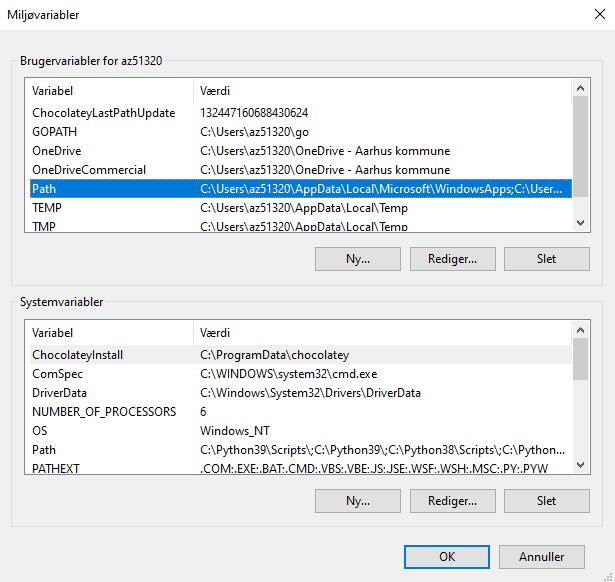 Miljøvariabler
Brugervariabler for az51320
Variabel Værdi
ChocolateyLastPathUpdate 132447160688430624
GOPATH C:\Users\az51320\go
OneDrive C:\Users\az51320\OneDrive - Aarhus kommune
OneDriveCommercial C:\Users\az51320\OneDrive - Aarhus kommune
Path C:\Users\az51320\AppData\Local\Microsoft\WindowsApps;C:\User...
TEMP C:\Users\az51320\AppData\Local\Temp
TMP C:\Users\az51320\AppData\Local\Temp
Ny... Rediger... Slet
Systemvariabler
Variabel Værdi
ChocolateyInstall C:\ProgramData\chocolatey
ComSpec C:\WINDOWS\system32\cmd.exe
DriverData C:\Windows\System32\Drivers\DriverData
NUMBER_OF_PROCESSORS 6
OS Windows_NT
Path C:\Python39\Scripts\;C:\Python39\;C:\Python38\Scripts\;C:\Python...
PATHEXT .COM;.EXE;.BAT;.CMD;.VBS;.VBE;.JS;.JSE;.WSF;.WSH;.MSC;.PY;.PYW
Ny... Rediger... Slet
OK Annuller